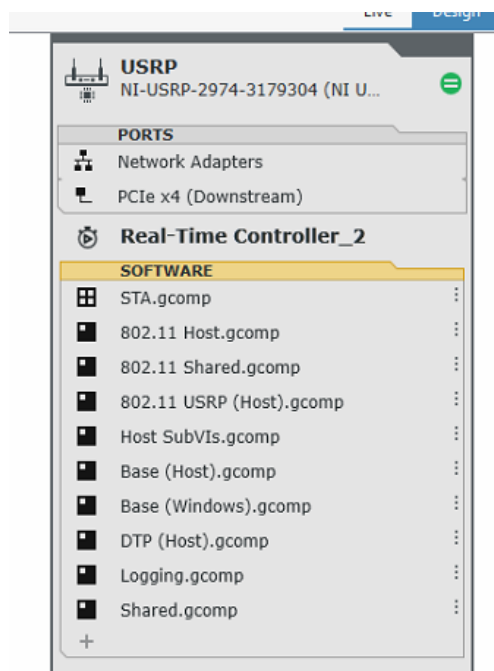 Live Design
USRP
NI-USRP-2974-3179304 (NI U...
PORTS
Network Adapters
PCIe x4 (Downstream)
Real-Time Controller_2
SOFTWARE
STA.gcomp
802.11 Host.gcomp
802.11 Shared.gcomp
802.11 USRP (Host).gcomp
Host SubVIs.gcomp
Base (Host).gcomp
Base (Windows).gcomp
DTP (Host).gcomp
Logging.gcomp
Shared.gcomp